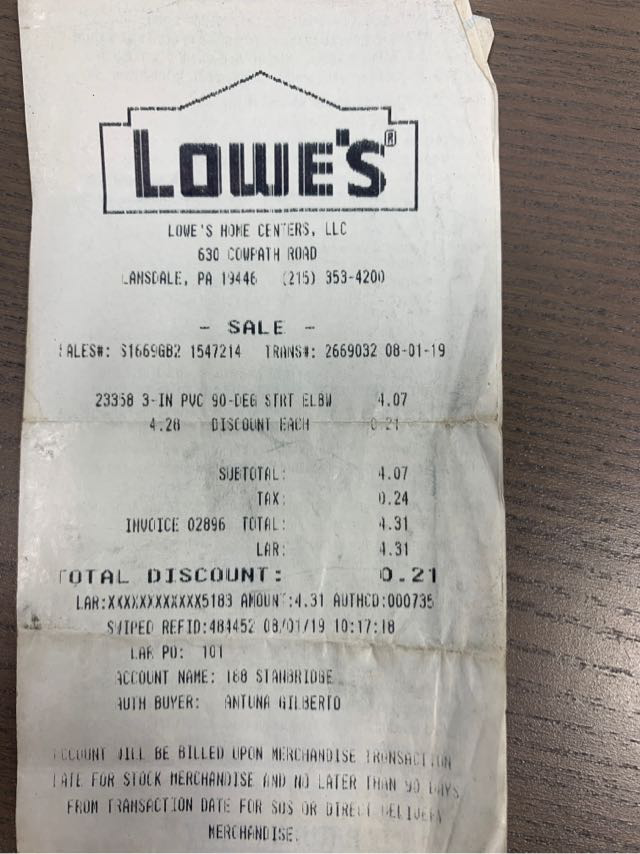 LOWE'S®
LOWE'S HOME CENTERS, LLC
630 COWPATH ROAD
LANSDALE, PA 19446 (215) 353-4200
- SALE -
SALES#: S1669GB2 1547214 TRANS#: 2669032 08-01-19
23358 3-IN PVC 90-DEG STRT ELBW 4.07
4.28 DISCOUNT EACH 0.21
SUBTOTAL: 4.07
TAX: 0.24
INVOICE 02896 TOTAL: 4.31
LAR: 4.31
TOTAL DISCOUNT: 0.21
LAR:XXXXXXXXXXXX5183 AMOUNT:4.31 AUTHCD:000735
SWIPED REFID:484452 08/01/19 10:17:18
LAR PO: 101
ACCOUNT NAME: 168 STANBRIDGE
AUTH BUYER: ANTUNA GILBERTO
ACCOUNT WILL BE BILLED UPON MERCHANDISE TRANSACTION
DATE FOR STOCK MERCHANDISE AND NO LATER THAN 90 DAYS
FROM TRANSACTION DATE FOR SOS OR DIRECT DELIVERY
MERCHANDISE.